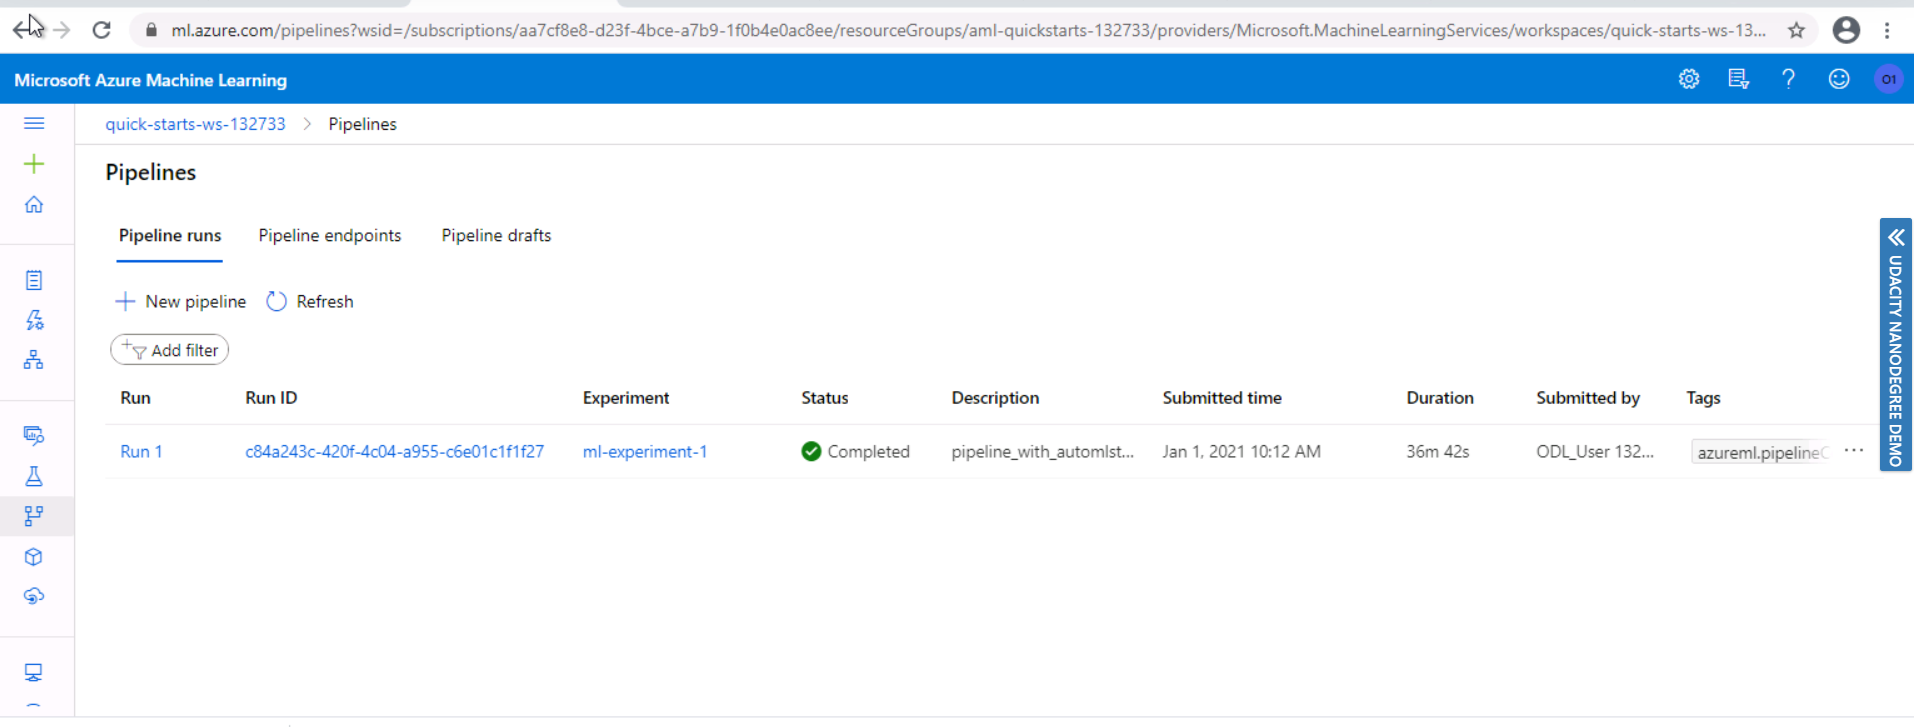 ml.azure.com/pipelines?wsid=/subscriptions/aa7cf8e8-d23f-4bce-a7b9-1f0b4e0ac8ee/resourceGroups/aml-quickstarts-132733/providers/Microsoft.MachineLearningServices/workspaces/quick-starts-ws-13...
Microsoft Azure Machine Learning
O1
quick-starts-ws-132733 > Pipelines
Pipelines
Pipeline runs Pipeline endpoints Pipeline drafts
New pipeline Refresh
Add filter
Run Run ID Experiment Status Description Submitted time Duration Submitted by Tags
Run 1 c84a243c-420f-4c04-a955-c6e01c1f1f27 ml-experiment-1 Completed pipeline_with_automlst... Jan 1, 2021 10:12 AM 36m 42s ODL_User 132... azureml.pipelineC ...
UDACITY NANODEGREE DEMO